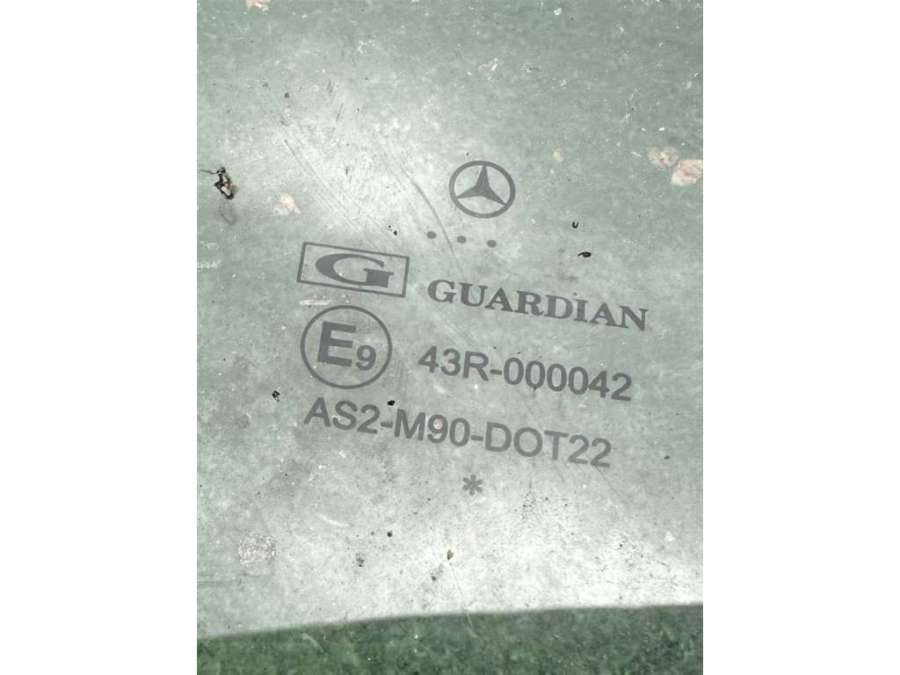 G GUARDIAN
E9 43R-000042
AS2-M90-DOT22
*